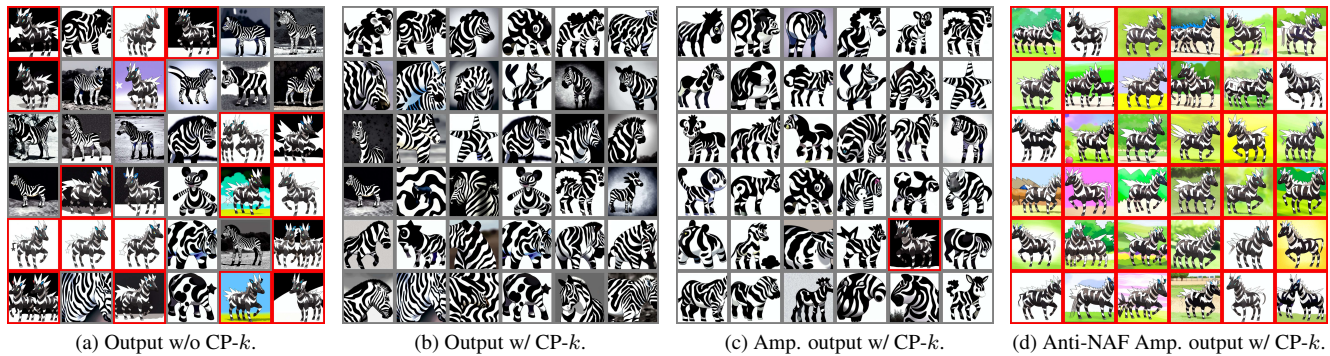 (a) Output w/o CP-k.
(b) Output w/ CP-k.
(c) Amp. output w/ CP-k.
(d) Anti-NAF Amp. output w/ CP-k.